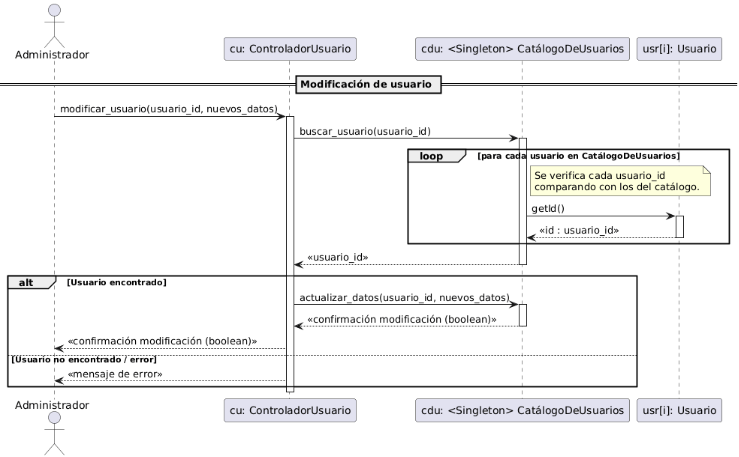 Administrador
cu: ControladorUsuario
cdu: <Singleton> CatálogoDeUsuarios
usr[i]: Usuario
Modificación de usuario
modificar_usuario(usuario_id, nuevos_datos)
buscar_usuario(usuario_id)
loop [para cada usuario en CatálogoDeUsuarios]
Se verifica cada usuario_id
comparando con los del catálogo.
getId()
«id : usuario_id»
«usuario_id»
alt [Usuario encontrado]
actualizar_datos(usuario_id, nuevos_datos)
«confirmación modificación (boolean)»
«confirmación modificación (boolean)»
[Usuario no encontrado / error]
«mensaje de error»
Administrador
cu: ControladorUsuario
cdu: <Singleton> CatálogoDeUsuarios
usr[i]: Usuario